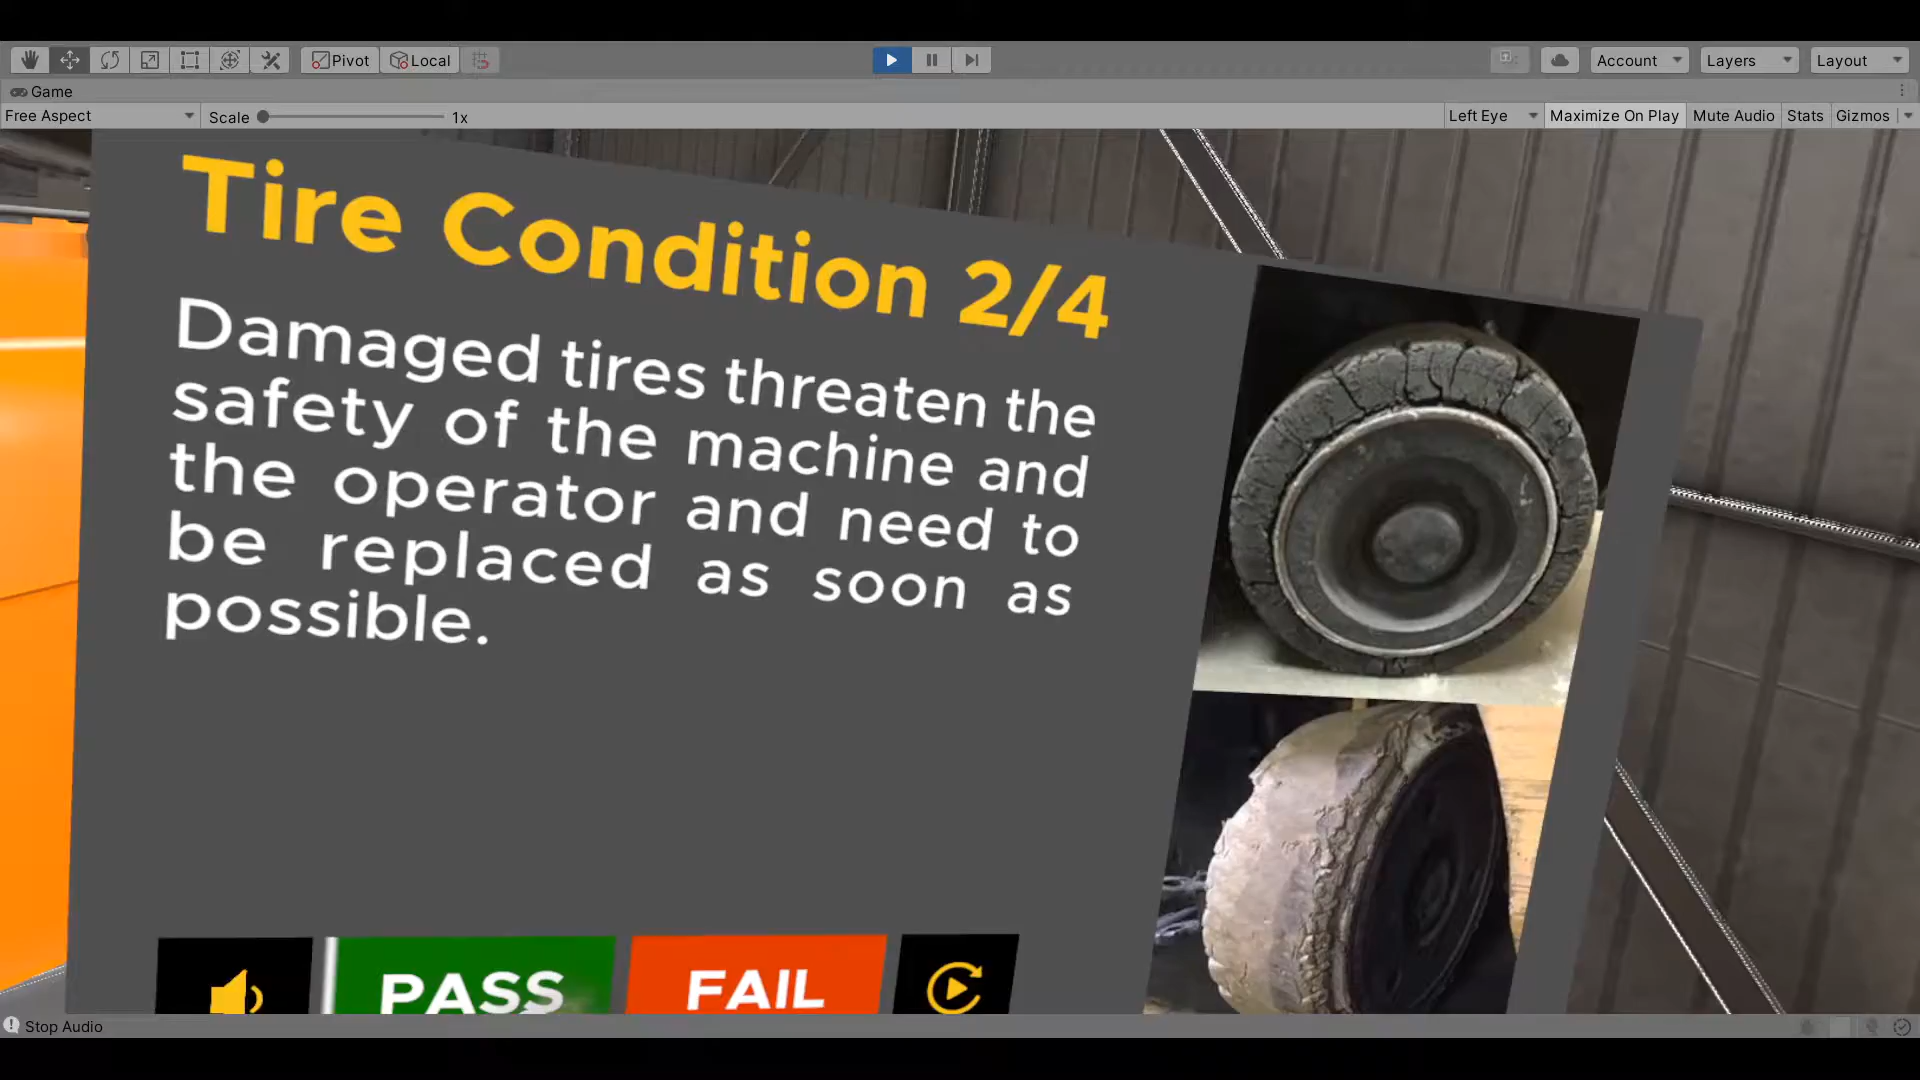 Pivot
Local
Account
Layers
Layout
Game
Free Aspect
Scale
1x
Left Eye
Maximize On Play
Mute Audio
Stats
Gizmos
Tire Condition 2/4
Damaged tires threaten the
safety of the machine and
the operator and need to
be replaced as soon as
possible.
PASS
FAIL
Stop Audio